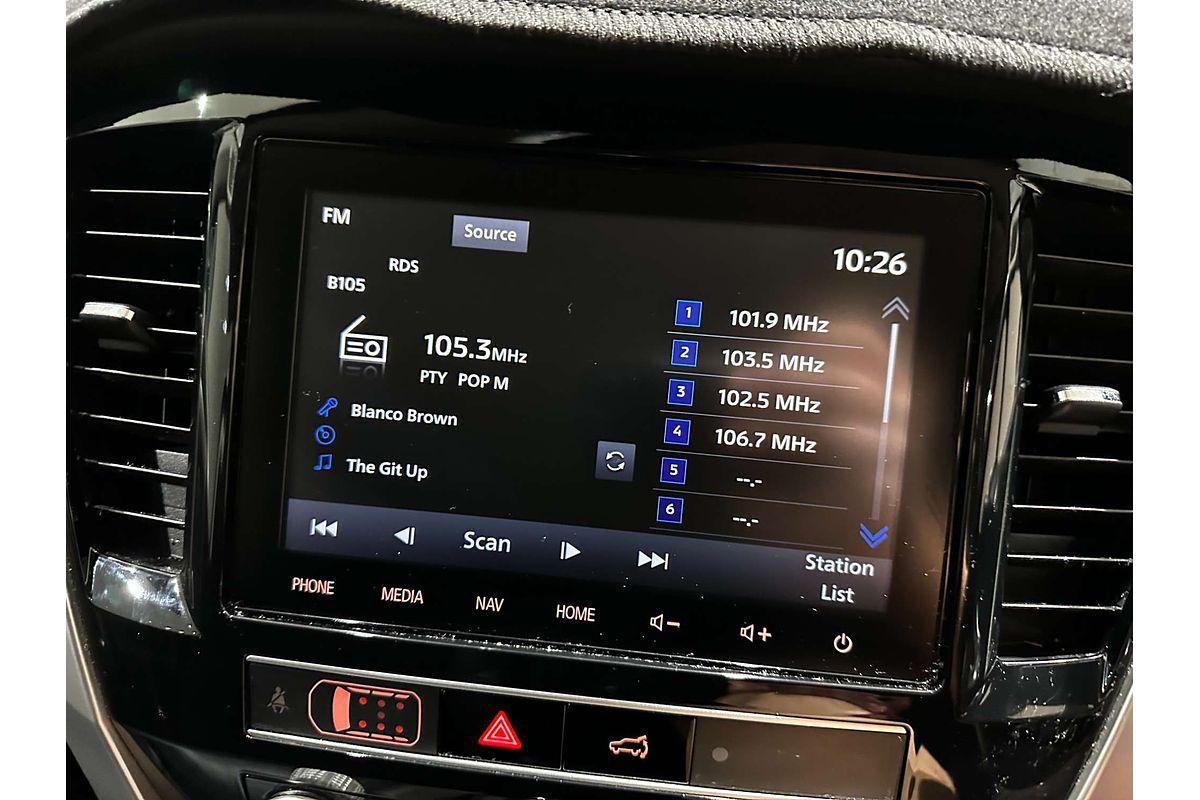 FM
Source
10:26
RDS
B105
105.3MHz
PTY POP M
Blanco Brown
The Git Up
1 101.9 MHz
2 103.5 MHz
3 102.5 MHz
4 106.7 MHz
5 --.-
6 --.-
Scan
Station
List
PHONE
MEDIA
NAV
HOME